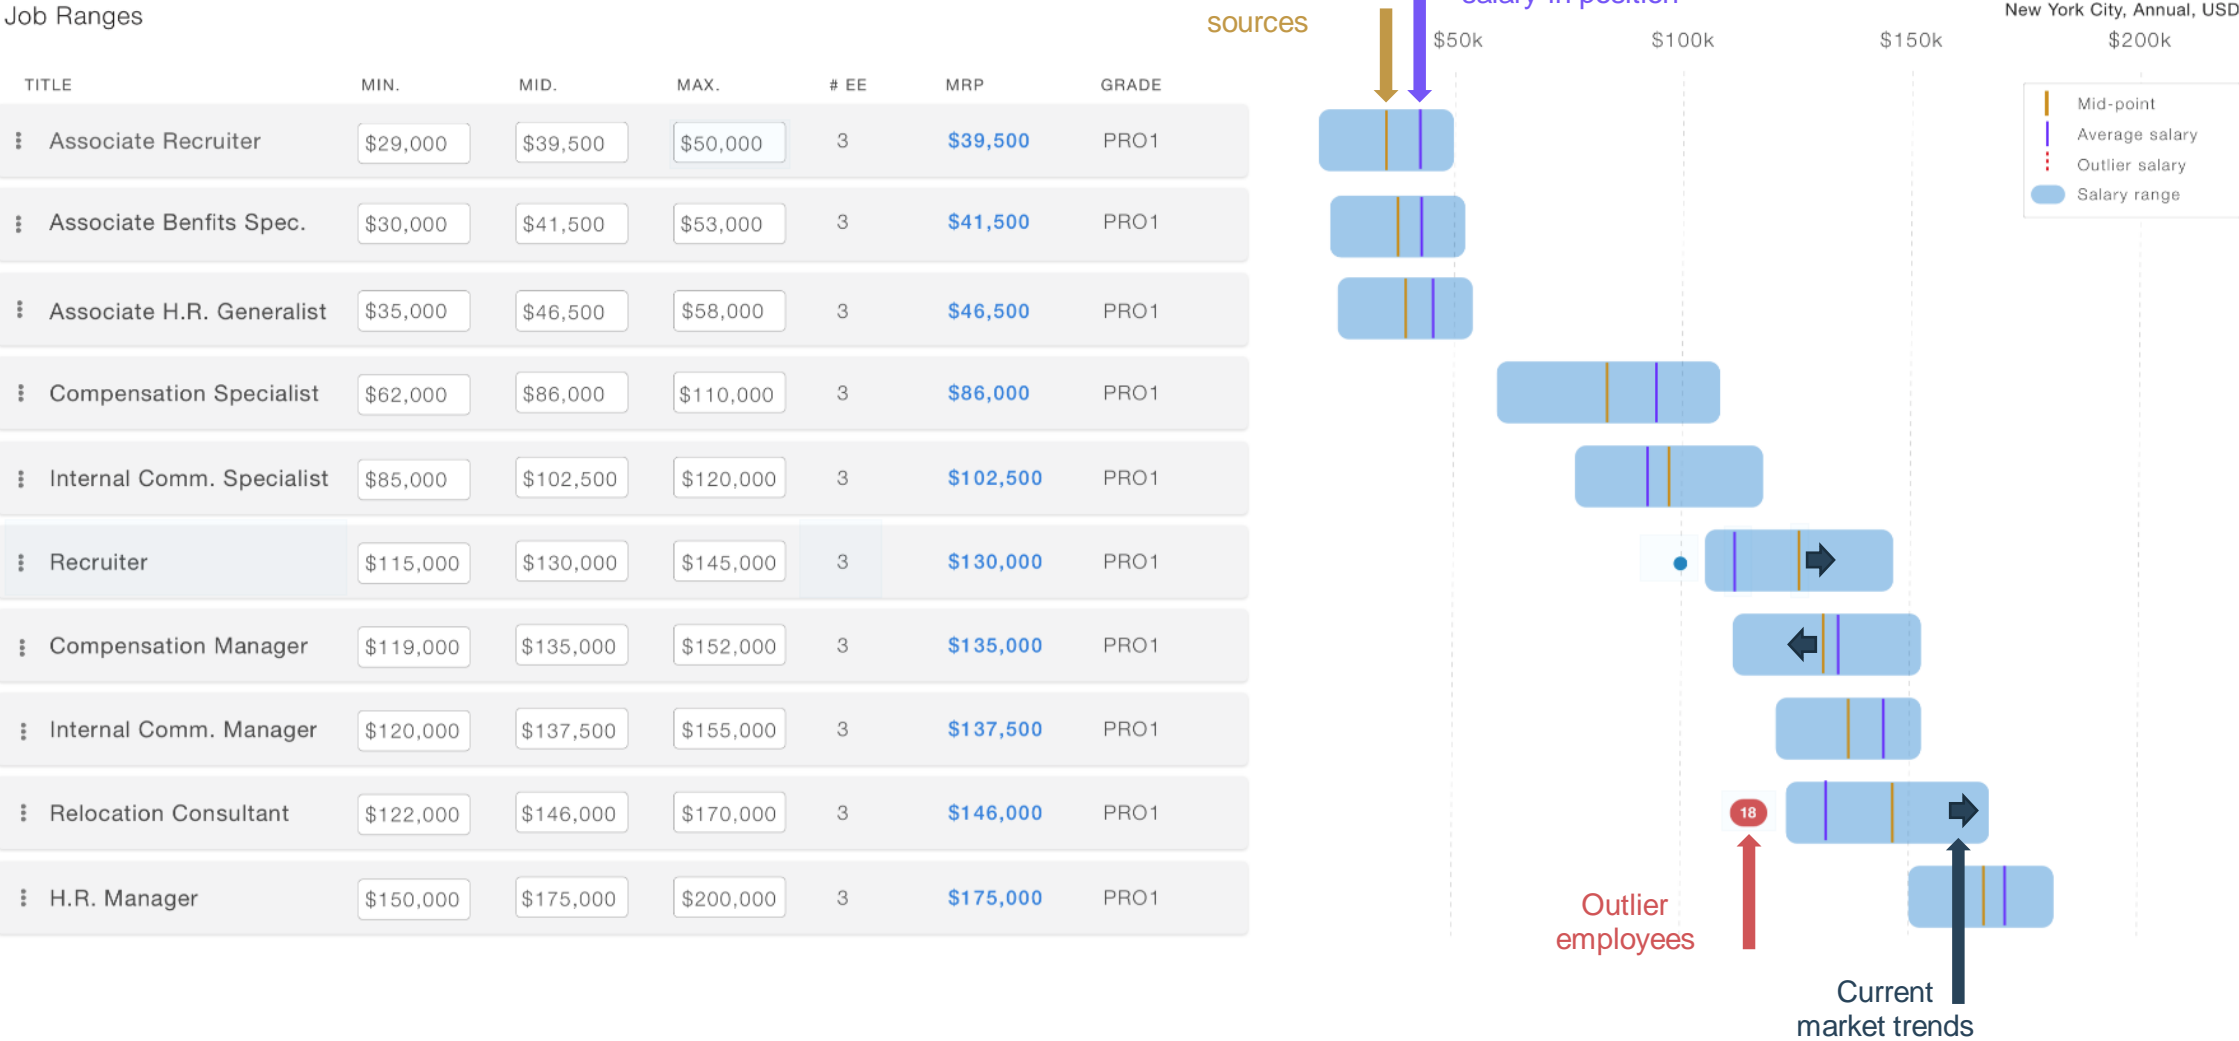 Job Ranges
sources
salary in position
New York City, Annual, USD
$50k $100k $150k $200k
TITLE MIN. MID. MAX. # EE MRP GRADE
Mid-point
Average salary
Outlier salary
Salary range
Associate Recruiter $29,000 $39,500 $50,000 3 $39,500 PRO1
Associate Benfits Spec. $30,000 $41,500 $53,000 3 $41,500 PRO1
Associate H.R. Generalist $35,000 $46,500 $58,000 3 $46,500 PRO1
Compensation Specialist $62,000 $86,000 $110,000 3 $86,000 PRO1
Internal Comm. Specialist $85,000 $102,500 $120,000 3 $102,500 PRO1
Recruiter $115,000 $130,000 $145,000 3 $130,000 PRO1
Compensation Manager $119,000 $135,000 $152,000 3 $135,000 PRO1
Internal Comm. Manager $120,000 $137,500 $155,000 3 $137,500 PRO1
Relocation Consultant $122,000 $146,000 $170,000 3 $146,000 PRO1 18
H.R. Manager $150,000 $175,000 $200,000 3 $175,000 PRO1
Outlier
employees
Current
market trends